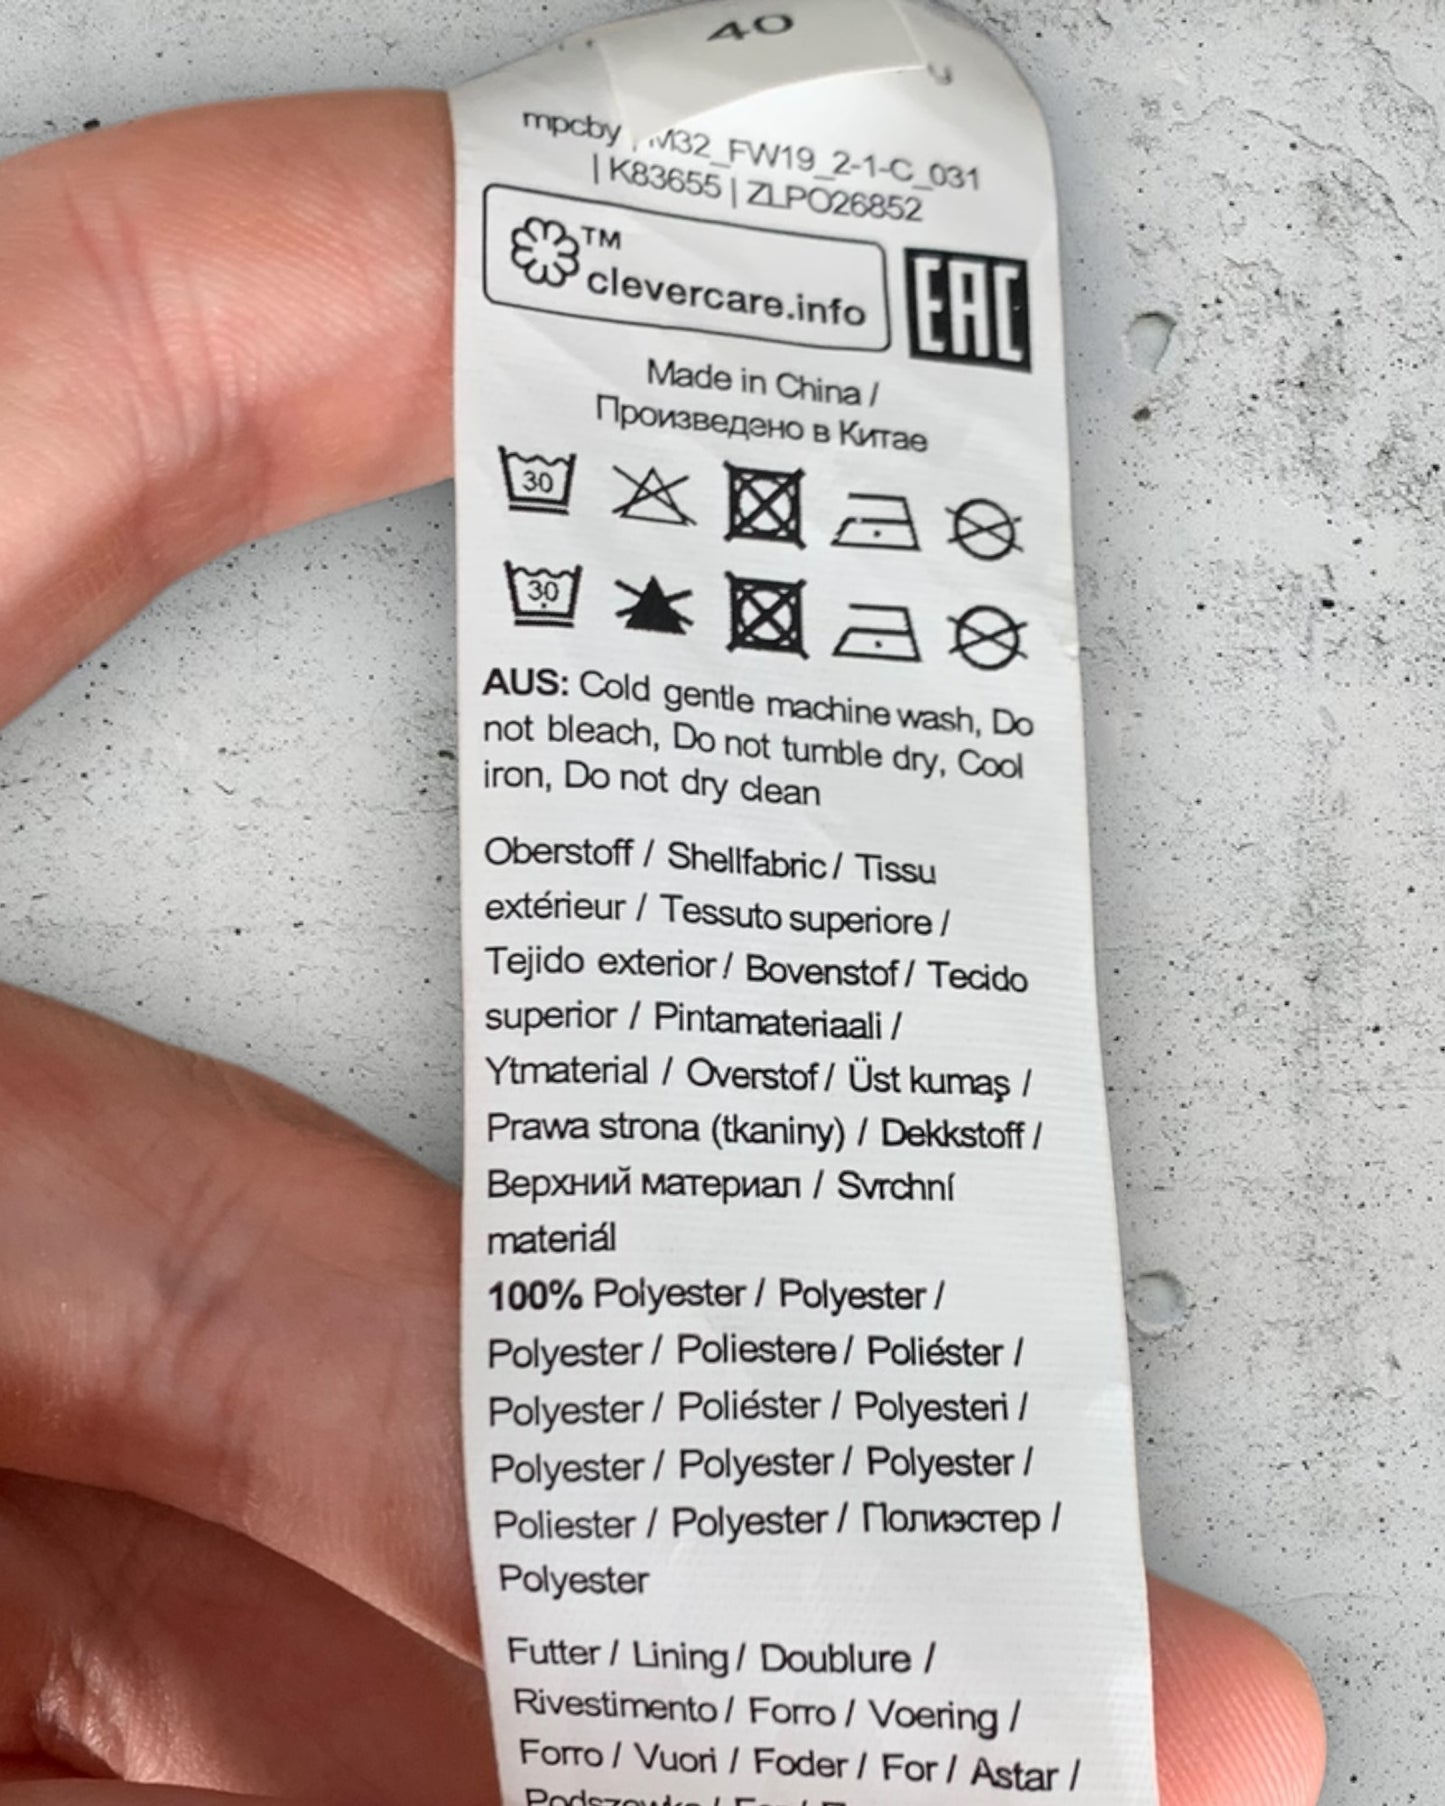 40
mpcby | M32_FW19_2-1-C_031
| K83655 | ZLPO26852
TM
clevercare.info
EAC
Made in China /
Произведено в Китае
30
30
AUS: Cold gentle machine wash, Do
not bleach, Do not tumble dry, Cool
iron, Do not dry clean
Oberstoff / Shellfabric / Tissu
extérieur / Tessuto superiore /
Tejido exterior / Bovenstof / Tecido
superior / Pintamateriaali /
Ytmaterial / Overstof / Üst kumaş /
Prawa strona (tkaniny) / Dekkstoff /
Верхний материал / Svrchní
materiál
100% Polyester / Polyester /
Polyester / Poliestere / Poliéster /
Polyester / Poliéster / Polyesteri /
Polyester / Polyester / Polyester /
Poliester / Polyester / Полиэстер /
Polyester
Futter / Lining / Doublure /
Rivestimento / Forro / Voering /
Forro / Vuori / Foder / For / Astar /